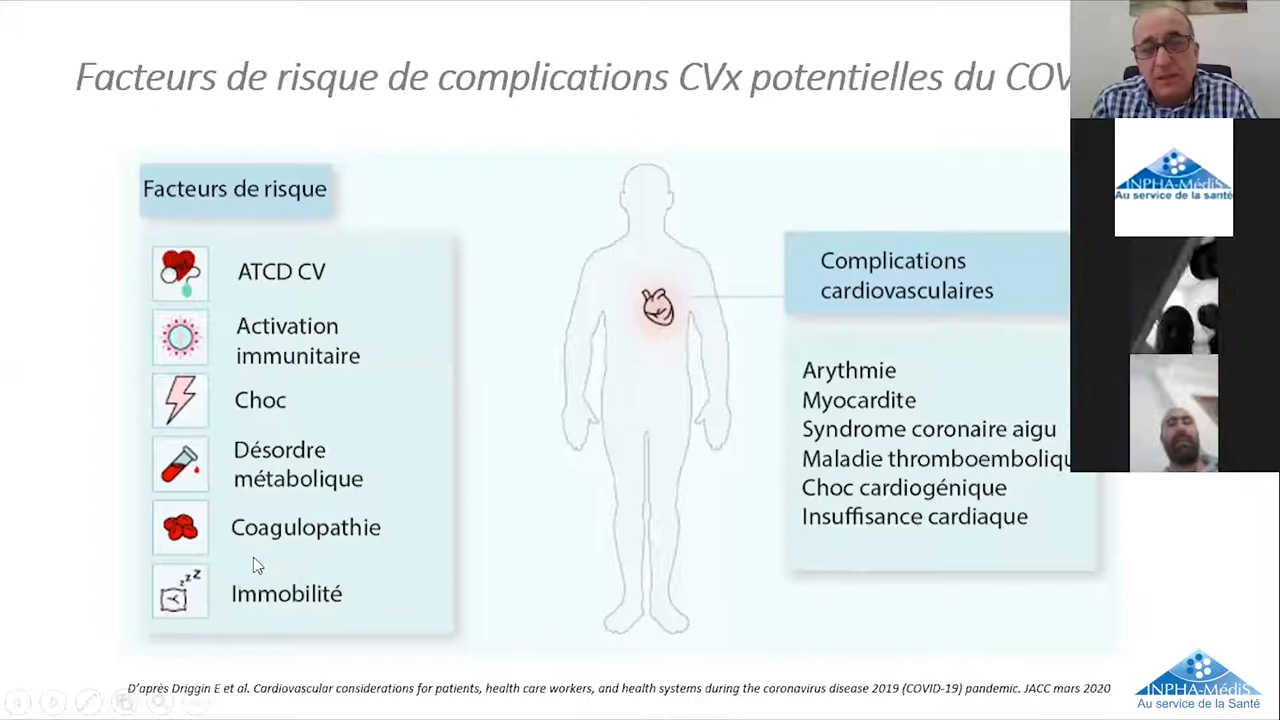 Facteurs de risque de complications CVx potentielles du COV
INPHA-MédiS
Au service de la santé
Facteurs de risque
ATCD CV
Activation
immunitaire
Choc
Désordre
métabolique
Coagulopathie
Immobilité
Complications
cardiovasculaires
Arythmie
Myocardite
Syndrome coronaire aigu
Maladie thromboemboliqu
Choc cardiogénique
Insuffisance cardiaque
D'après Driggin E et al. Cardiovascular considerations for patients, health care workers, and health systems during the coronavirus disease 2019 (COVID-19) pandemic. JACC mars 2020
INPHA-MédiS
Au service de la Santé